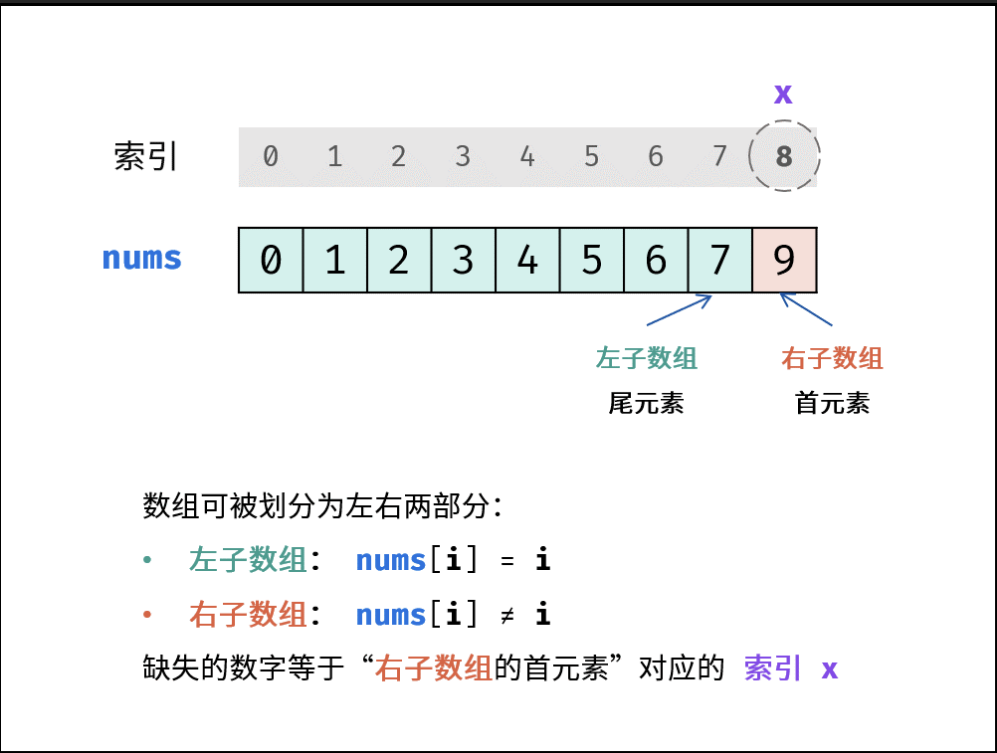 x
索引 0 1 2 3 4 5 6 7 8
nums 0 1 2 3 4 5 6 7 9
左子数组 右子数组
尾元素 首元素
数组可被划分为左右两部分：
• 左子数组： nums[i] = i
• 右子数组： nums[i] ≠ i
缺失的数字等于“右子数组的首元素”对应的 索引 x